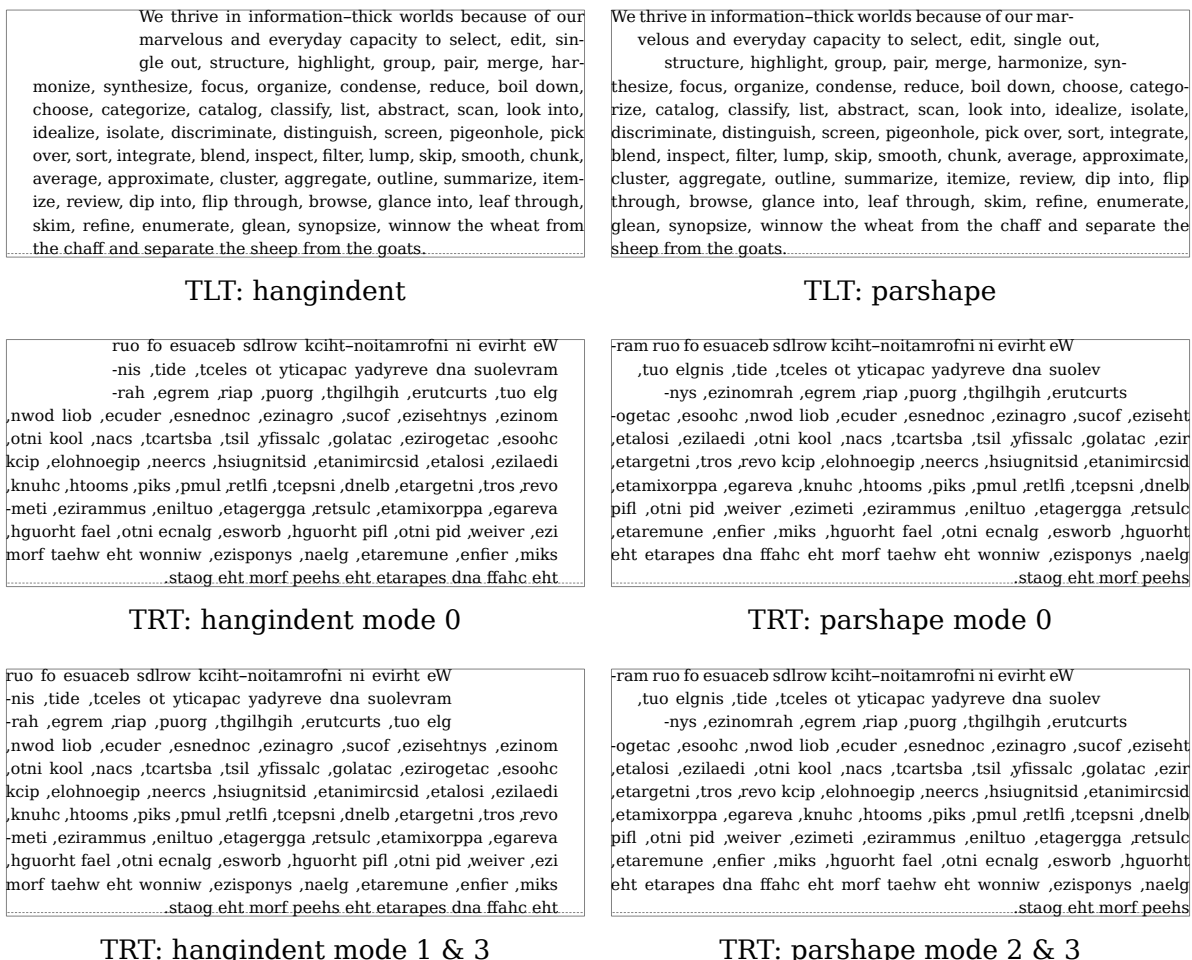 We thrive in information–thick worlds because of our
marvelous and everyday capacity to select, edit, sin-
gle out, structure, highlight, group, pair, merge, har-
monize, synthesize, focus, organize, condense, reduce, boil down,
choose, categorize, catalog, classify, list, abstract, scan, look into,
idealize, isolate, discriminate, distinguish, screen, pigeonhole, pick
over, sort, integrate, blend, inspect, filter, lump, skip, smooth, chunk,
average, approximate, cluster, aggregate, outline, summarize, item-
ize, review, dip into, flip through, browse, glance into, leaf through,
skim, refine, enumerate, glean, synopsize, winnow the wheat from
the chaff and separate the sheep from the goats.
TLT: hangindent
We thrive in information–thick worlds because of our mar-
velous and everyday capacity to select, edit, single out,
structure, highlight, group, pair, merge, harmonize, syn-
thesize, focus, organize, condense, reduce, boil down, choose, catego-
rize, catalog, classify, list, abstract, scan, look into, idealize, isolate,
discriminate, distinguish, screen, pigeonhole, pick over, sort, integrate,
blend, inspect, filter, lump, skip, smooth, chunk, average, approximate,
cluster, aggregate, outline, summarize, itemize, review, dip into, flip
through, browse, glance into, leaf through, skim, refine, enumerate,
glean, synopsize, winnow the wheat from the chaff and separate the
sheep from the goats.
TLT: parshape
ruo fo esuaceb sdlrow kciht–noitamrofni ni evirht eW
-nis ,tide ,tceles ot yticapac yadyreve dna suolevram
-rah ,egrem ,riap ,puorg ,thgilhgih ,erutcurts ,tuo elg
,nwod liob ,ecuder ,esnednoc ,ezinagro ,sucof ,ezisehtnys ,ezinom
,otni kool ,nacs ,tcartsba ,tsil ,yfissalc ,golatac ,ezirogetac ,esoohc
kcip ,elohnoegip ,neercs ,hsiugnitsid ,etanimircsid ,etalosi ,ezilaedi
,knuhc ,htooms ,piks ,pmul ,retlfi ,tcepsni ,dnelb ,etargetni ,tros ,revo
-meti ,ezirammus ,eniltuo ,etagergga ,retsulc ,etamixorppa ,egareva
,hguorht fael ,otni ecnalg ,esworb ,hguorht pifl ,otni pid ,weiver ,ezi
morf taehw eht wonniw ,ezisponys ,naelg ,etaremune ,enfier ,miks
.staog eht morf peehs eht etarapes dna ffahc eht
TRT: hangindent mode 0
-ram ruo fo esuaceb sdlrow kciht–noitamrofni ni evirht eW
,tuo elgnis ,tide ,tceles ot yticapac yadyreve dna suolev
-nys ,ezinomrah ,egrem ,riap ,puorg ,thgilhgih ,erutcurts
-ogetac ,esoohc ,nwod liob ,ecuder ,esnednoc ,ezinagro ,sucof ,eziseht
,etalosi ,ezilaedi ,otni kool ,nacs ,tcartsba ,tsil ,yfissalc ,golatac ,ezir
,etargetni ,tros ,revo kcip ,elohnoegip ,neercs ,hsiugnitsid ,etanimircsid
,etamixorppa ,egareva ,knuhc ,htooms ,piks ,pmul ,retlfi ,tcepsni ,dnelb
pifl ,otni pid ,weiver ,ezimeti ,ezirammus ,eniltuo ,etagergga ,retsulc
,etaremune ,enfier ,miks ,hguorht fael ,otni ecnalg ,esworb ,hguorht
eht etarapes dna ffahc eht morf taehw eht wonniw ,ezisponys ,naelg
.staog eht morf peehs
TRT: parshape mode 0
ruo fo esuaceb sdlrow kciht–noitamrofni ni evirht eW
-nis ,tide ,tceles ot yticapac yadyreve dna suolevram
-rah ,egrem ,riap ,puorg ,thgilhgih ,erutcurts ,tuo elg
,nwod liob ,ecuder ,esnednoc ,ezinagro ,sucof ,ezisehtnys ,ezinom
,otni kool ,nacs ,tcartsba ,tsil ,yfissalc ,golatac ,ezirogetac ,esoohc
kcip ,elohnoegip ,neercs ,hsiugnitsid ,etanimircsid ,etalosi ,ezilaedi
,knuhc ,htooms ,piks ,pmul ,retlfi ,tcepsni ,dnelb ,etargetni ,tros ,revo
-meti ,ezirammus ,eniltuo ,etagergga ,retsulc ,etamixorppa ,egareva
,hguorht fael ,otni ecnalg ,esworb ,hguorht pifl ,otni pid ,weiver ,ezi
morf taehw eht wonniw ,ezisponys ,naelg ,etaremune ,enfier ,miks
.staog eht morf peehs eht etarapes dna ffahc eht
TRT: hangindent mode 1 & 3
-ram ruo fo esuaceb sdlrow kciht–noitamrofni ni evirht eW
,tuo elgnis ,tide ,tceles ot yticapac yadyreve dna suolev
-nys ,ezinomrah ,egrem ,riap ,puorg ,thgilhgih ,erutcurts
-ogetac ,esoohc ,nwod liob ,ecuder ,esnednoc ,ezinagro ,sucof ,eziseht
,etalosi ,ezilaedi ,otni kool ,nacs ,tcartsba ,tsil ,yfissalc ,golatac ,ezir
,etargetni ,tros ,revo kcip ,elohnoegip ,neercs ,hsiugnitsid ,etanimircsid
,etamixorppa ,egareva ,knuhc ,htooms ,piks ,pmul ,retlfi ,tcepsni ,dnelb
pifl ,otni pid ,weiver ,ezimeti ,ezirammus ,eniltuo ,etagergga ,retsulc
,etaremune ,enfier ,miks ,hguorht fael ,otni ecnalg ,esworb ,hguorht
eht etarapes dna ffahc eht morf taehw eht wonniw ,ezisponys ,naelg
.staog eht morf peehs
TRT: parshape mode 2 & 3